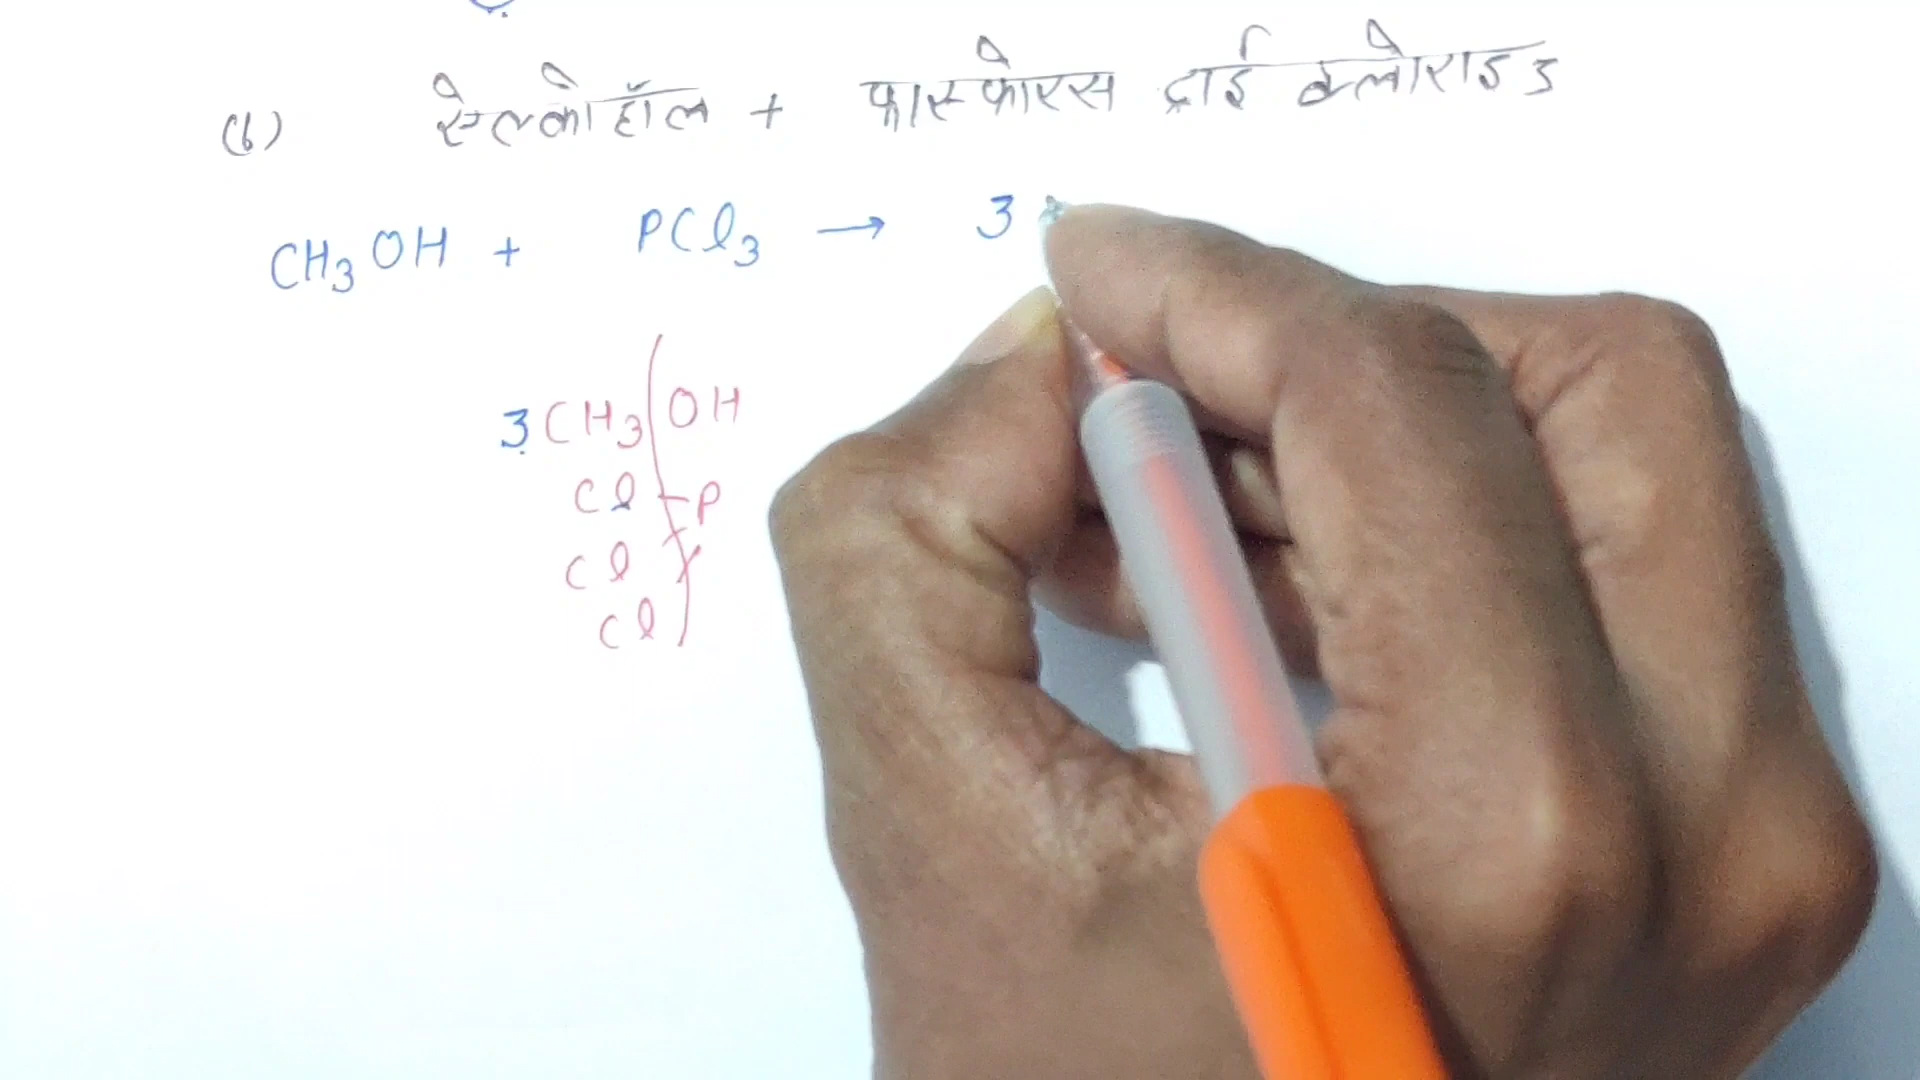 (b) ऐल्कोहॉल + फास्फोरस ट्राई क्लोराइड
CH₃OH + PCl₃ → 3
3CH₃ OH
Cl - P
Cl
Cl